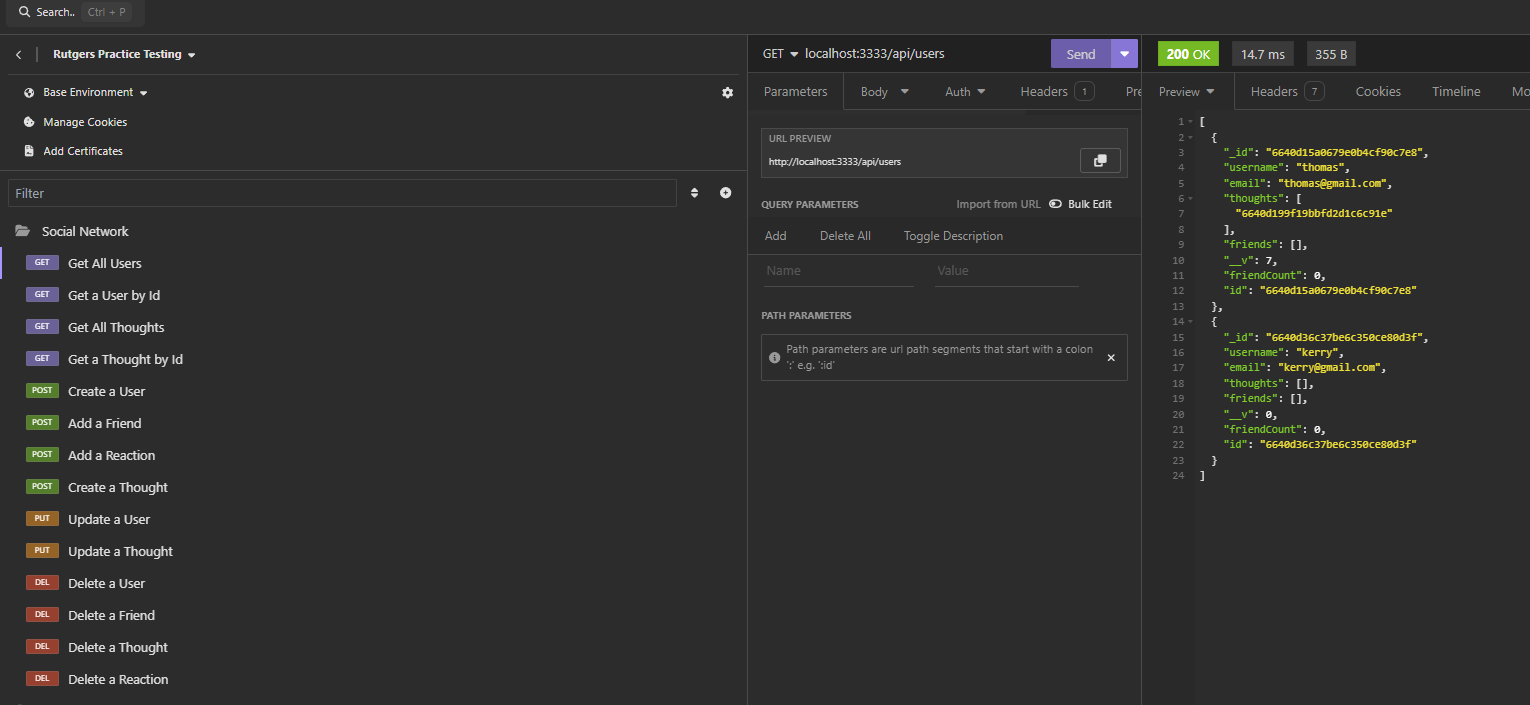 Search.. Ctrl + P
Rutgers Practice Testing
Base Environment
Manage Cookies
Add Certificates
Filter
Social Network
GET Get All Users
GET Get a User by Id
GET Get All Thoughts
GET Get a Thought by Id
POST Create a User
POST Add a Friend
POST Add a Reaction
POST Create a Thought
PUT Update a User
PUT Update a Thought
DEL Delete a User
DEL Delete a Friend
DEL Delete a Thought
DEL Delete a Reaction
GET localhost:3333/api/users Send
Parameters Body Auth Headers 1 Pre
URL PREVIEW
http://localhost:3333/api/users
QUERY PARAMETERS Import from URL Bulk Edit
Add Delete All Toggle Description
Name Value
PATH PARAMETERS
Path parameters are url path segments that start with a colon
':' e.g. ':id'
200 OK 14.7 ms 355 B
Preview Headers 7 Cookies Timeline Mo
1 [
2 {
3 "_id": "6640d15a0679e0b4cf90c7e8",
4 "username": "thomas",
5 "email": "thomas@gmail.com",
6 "thoughts": [
7 "6640d199f19bbfd2d1c6c91e"
8 ],
9 "friends": [],
10 "__v": 7,
11 "friendCount": 0,
12 "id": "6640d15a0679e0b4cf90c7e8"
13 },
14 {
15 "_id": "6640d36c37be6c350ce80d3f",
16 "username": "kerry",
17 "email": "kerry@gmail.com",
18 "thoughts": [],
19 "friends": [],
20 "__v": 0,
21 "friendCount": 0,
22 "id": "6640d36c37be6c350ce80d3f"
23 }
24 ]